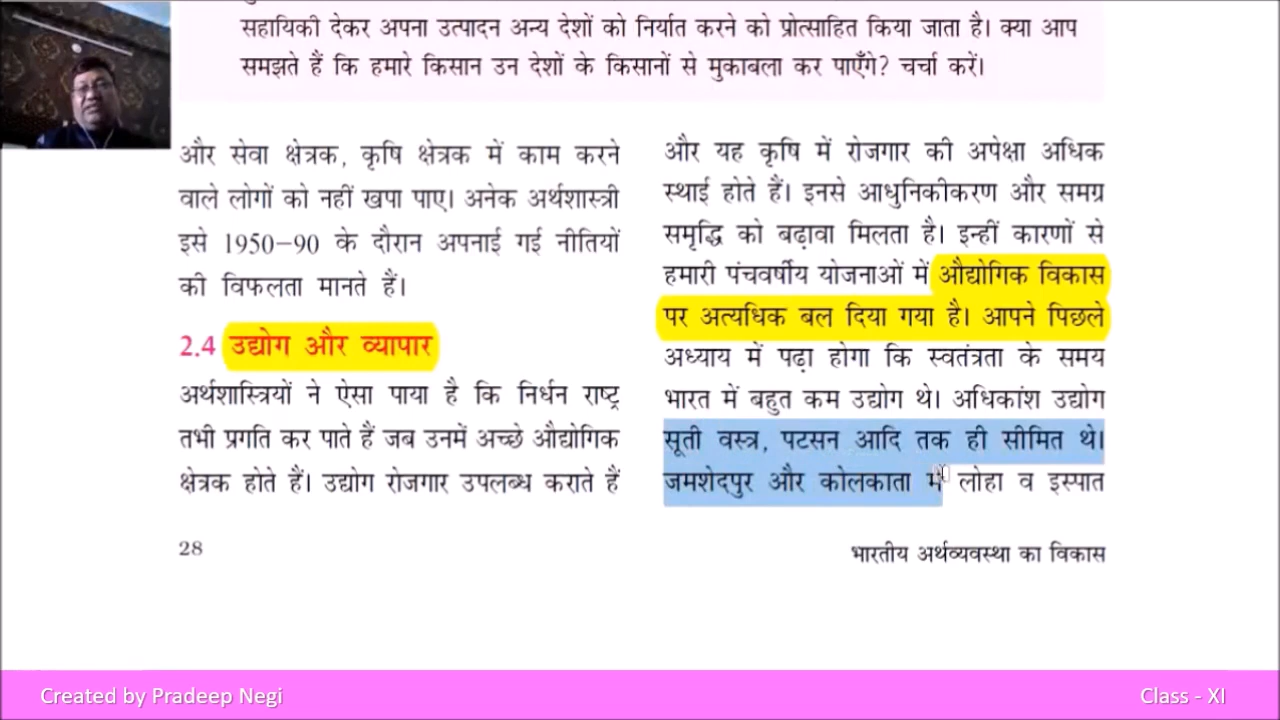 सहायिकी देकर अपना उत्पादन अन्य देशों को निर्यात करने को प्रोत्साहित किया जाता है। क्या आप
समझते हैं कि हमारे किसान उन देशों के किसानों से मुकाबला कर पाएँगे? चर्चा करें।
और सेवा क्षेत्रक, कृषि क्षेत्रक में काम करने
वाले लोगों को नहीं खपा पाए। अनेक अर्थशास्त्री
इसे 1950−90 के दौरान अपनाई गई नीतियों
की विफलता मानते हैं।
2.4 उद्योग और व्यापार
अर्थशास्त्रियों ने ऐसा पाया है कि निर्धन राष्ट्र
तभी प्रगति कर पाते हैं जब उनमें अच्छे औद्योगिक
क्षेत्रक होते हैं। उद्योग रोजगार उपलब्ध कराते हैं
और यह कृषि में रोजगार की अपेक्षा अधिक
स्थाई होते हैं। इनसे आधुनिकीकरण और समग्र
समृद्धि को बढ़ावा मिलता है। इन्हीं कारणों से
हमारी पंचवर्षीय योजनाओं में औद्योगिक विकास
पर अत्यधिक बल दिया गया है। आपने पिछले
अध्याय में पढ़ा होगा कि स्वतंत्रता के समय
भारत में बहुत कम उद्योग थे। अधिकांश उद्योग
सूती वस्त्र, पटसन आदि तक ही सीमित थे।
जमशेदपुर और कोलकाता में लोहा व इस्पात
28
भारतीय अर्थव्यवस्था का विकास
Created by Pradeep Negi
Class - XI